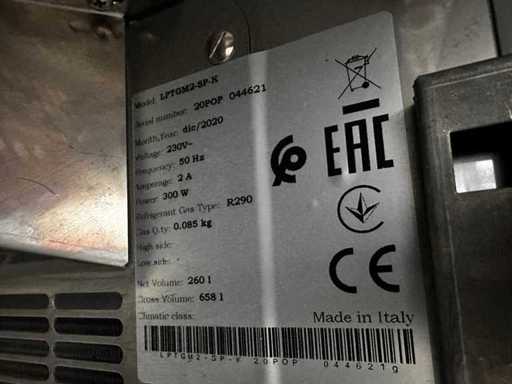 Model: LPTGM2-SP-K
Serial number: 20POP 044621
Month,Year: dic/2020
Voltage: 230V~
Frequency: 50 Hz
Amperage: 2 A
Power: 300 W
Refrigerant Gas Type: R290
Gas Q.ty: 0.085 kg
High side:
Low side:
Net Volume: 260 l
Gross Volume: 658 l
Climatic class:
EAC
CE
Made in Italy
LPTGM2-SP-K 20POP 044621g